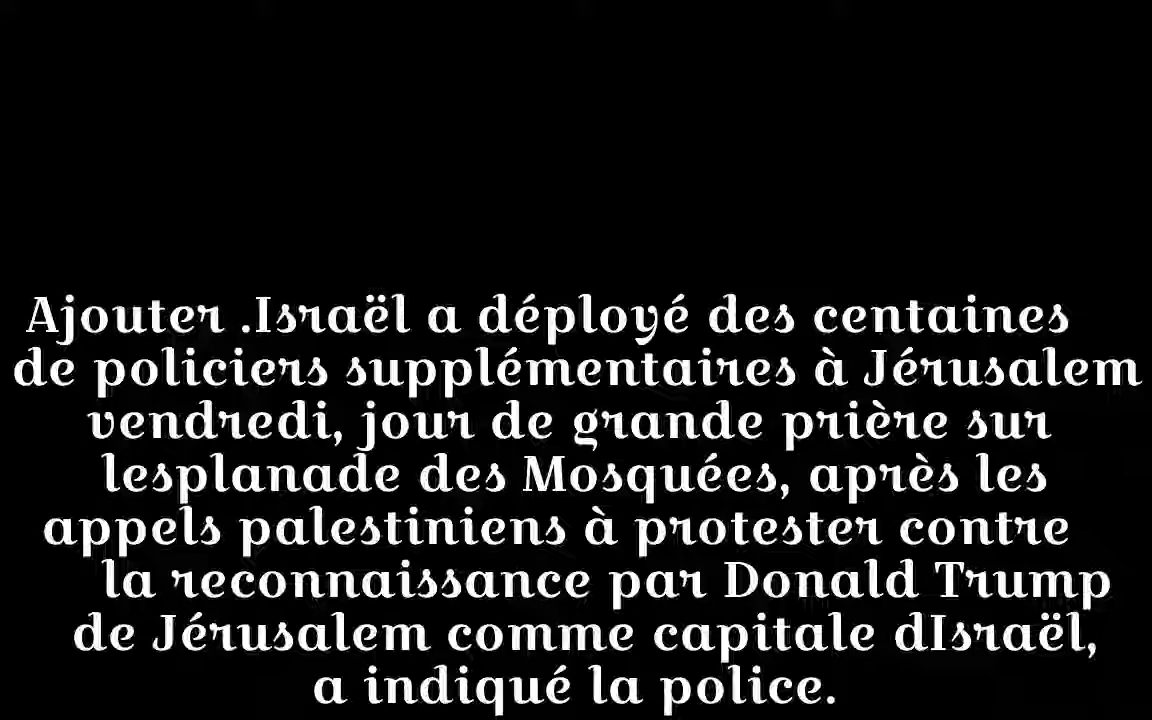 Ajouter .Israël a déployé des centaines
de policiers supplémentaires à Jérusalem
vendredi, jour de grande prière sur
lesplanade des Mosquées, après les
appels palestiniens à protester contre
la reconnaissance par Donald Trump
de Jérusalem comme capitale dIsraël,
a indiqué la police.